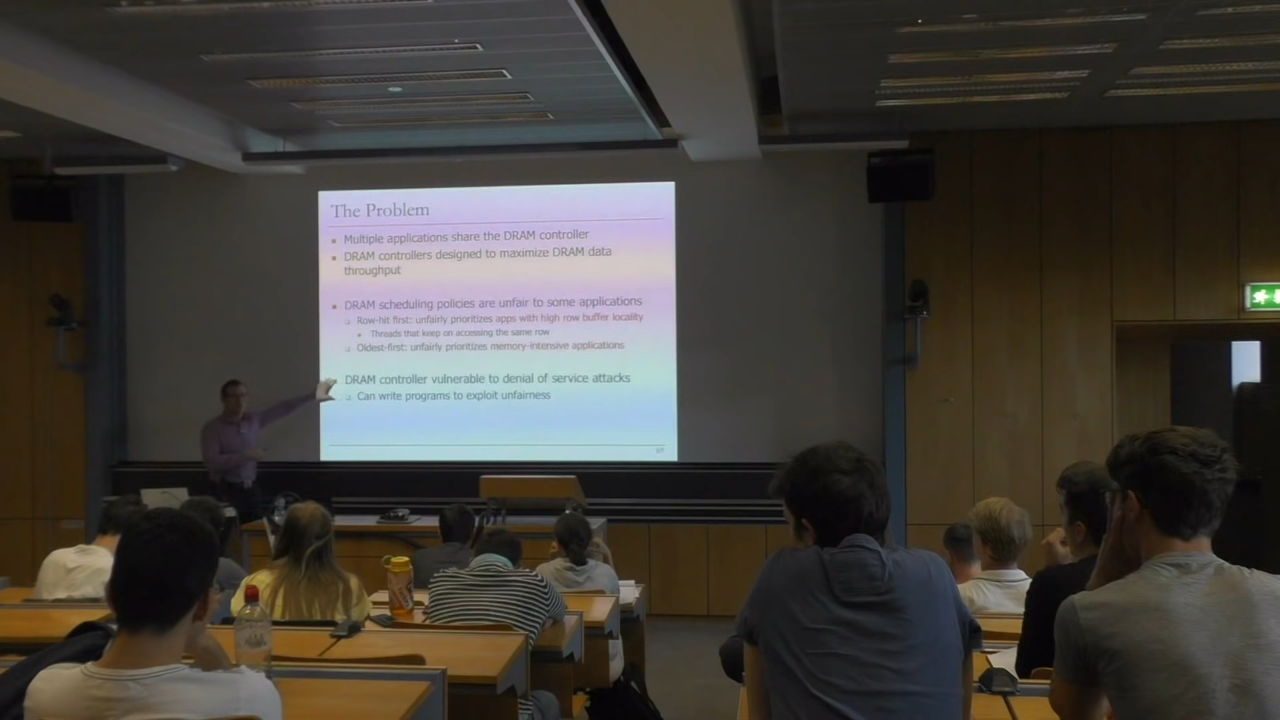 The Problem
Multiple applications share the DRAM controller
DRAM controllers designed to maximize DRAM data
throughput
DRAM scheduling policies are unfair to some applications
Row-hit first: unfairly prioritizes apps with high row buffer locality
Threads that keep on accessing the same row
Oldest-first: unfairly prioritizes memory-intensive applications
DRAM controller vulnerable to denial of service attacks
Can write programs to exploit unfairness